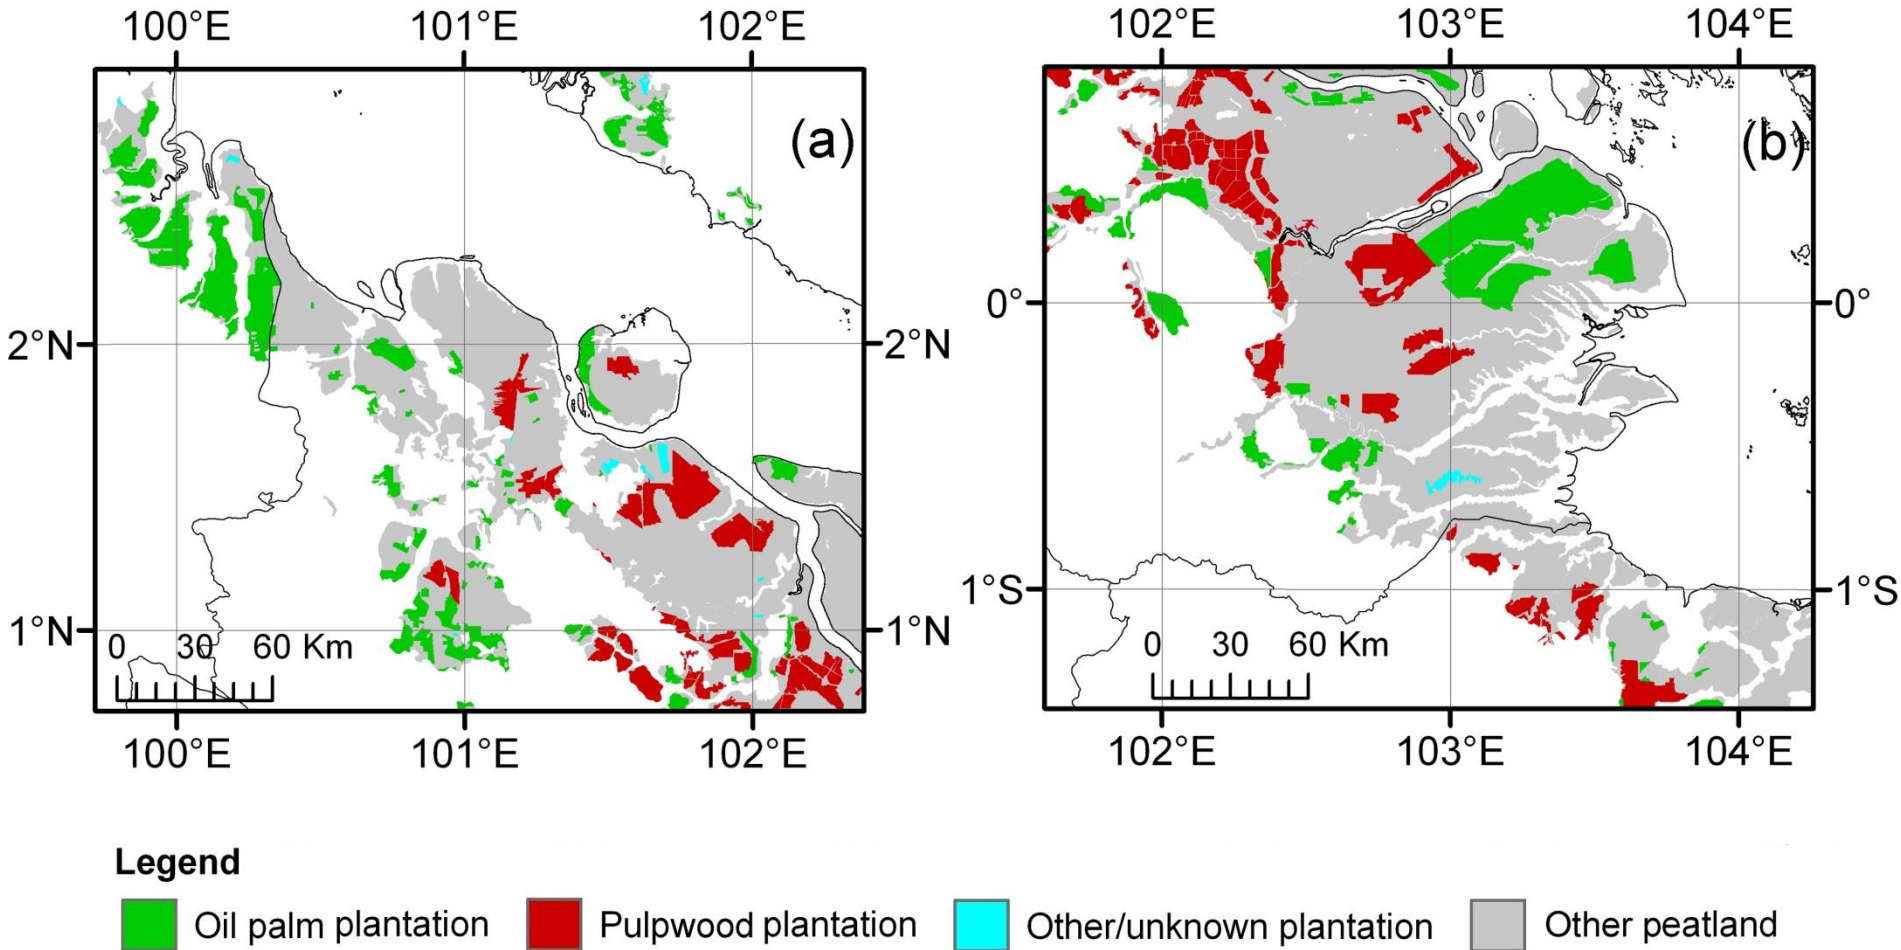 100°E 101°E 102°E
102°E 103°E 104°E
(a)
(b)
0° 0°
2°N 2°N
1°S 1°S
1°N 1°N
0 30 60 Km
0 30 60 Km
100°E 101°E 102°E
102°E 103°E 104°E
Legend
Oil palm plantation Pulpwood plantation Other/unknown plantation Other peatland